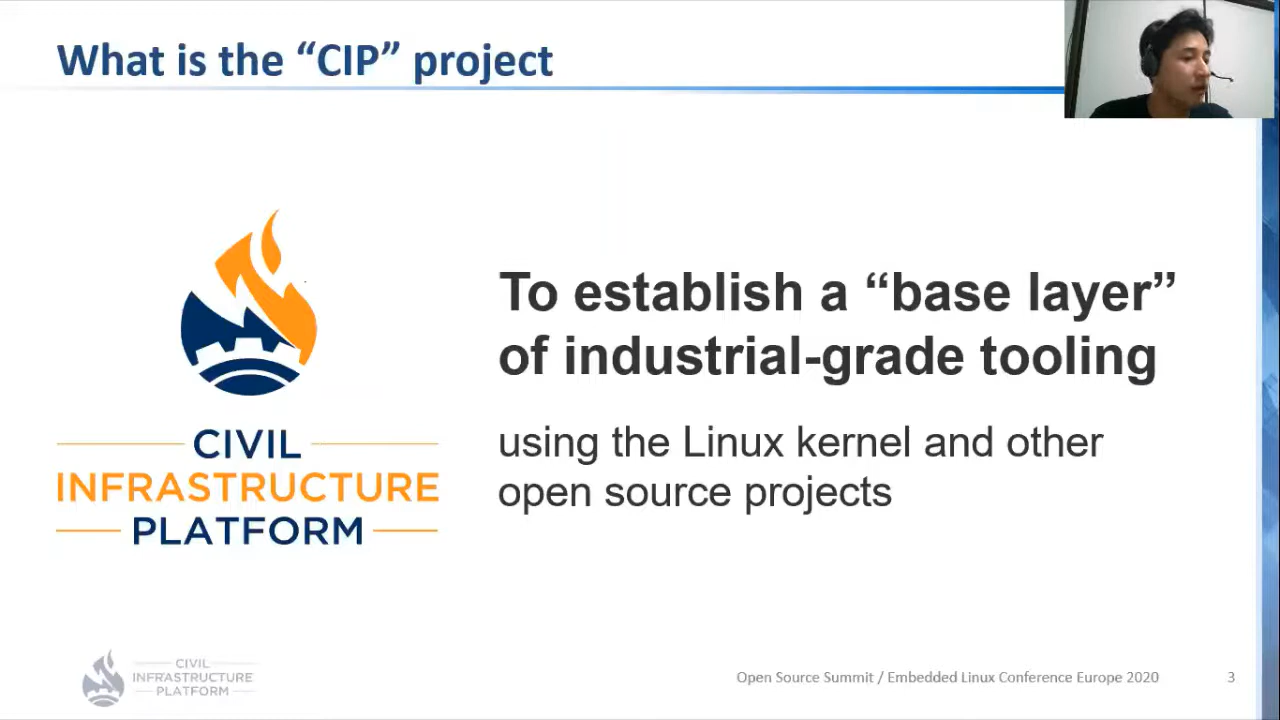 What is the “CIP” project
To establish a “base layer”
of industrial-grade tooling
using the Linux kernel and other
open source projects
CIVIL
INFRASTRUCTURE
PLATFORM
CIVIL
INFRASTRUCTURE
PLATFORM
Open Source Summit / Embedded Linux Conference Europe 2020
3